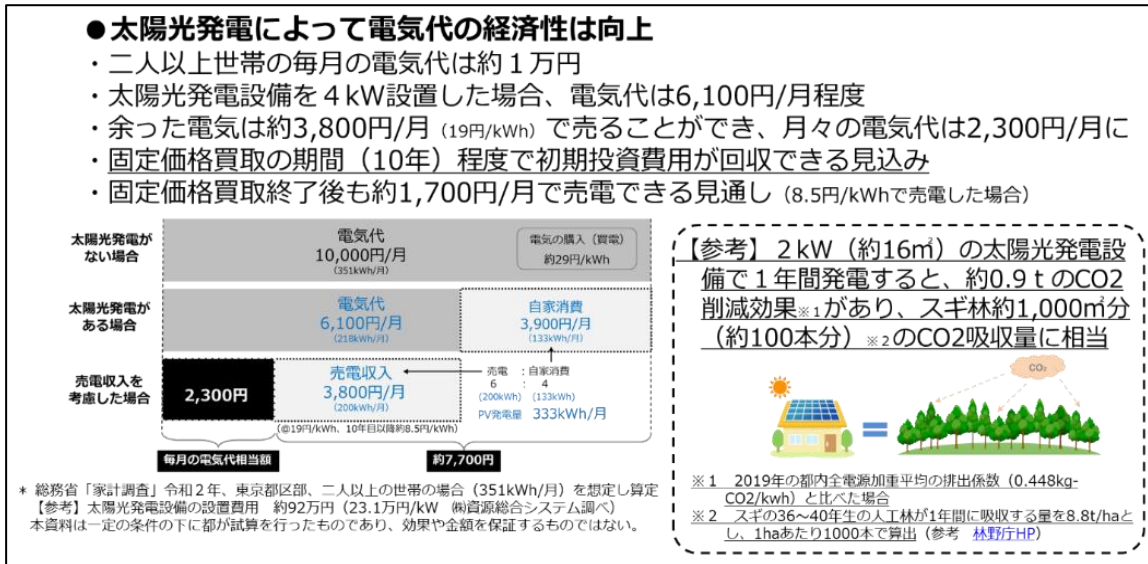 ●太陽光発電によって電気代の経済性は向上
・二人以上世帯の毎月の電気代は約１万円
・太陽光発電設備を４kW設置した場合、電気代は6,100円/月程度
・余った電気は約3,800円/月（19円/kWh）で売ることができ、月々の電気代は2,300円/月に
・固定価格買取の期間（10年）程度で初期投資費用が回収できる見込み
・固定価格買取終了後も約1,700円/月で売電できる見通し（8.5円/kWhで売電した場合）
太陽光発電が
ない場合
電気代
10,000円/月
(351kWh/月)
電気の購入（買電）
約29円/kWh
太陽光発電が
ある場合
電気代
6,100円/月
(218kWh/月)
自家消費
3,900円/月
(133kWh/月)
売電収入を
考慮した場合
2,300円
売電収入
3,800円/月
(200kWh/月)
売電 ：自家消費
6 ： 4
(200kWh) (133kWh)
PV発電量 333kWh/月
(@19円/kWh、10年目以降約8.5円/kWh)
毎月の電気代相当額
約7,700円
＊ 総務省「家計調査」令和２年、東京都区部、二人以上の世帯の場合（351kWh/月）を想定し算定
【参考】太陽光発電設備の設置費用　約92万円（23.1万円/kW　㈱資源総合システム調べ）
本資料は一定の条件の下に都が試算を行ったものであり、効果や金額を保証するものではない。
【参考】２kW（約16㎡）の太陽光発電設
備で１年間発電すると、約0.9ｔのCO2
削減効果※１があり、スギ林約1,000㎡分
（約100本分）※２のCO2吸収量に相当
CO₂
※１　2019年の都内全電源加重平均の排出係数（0.448kg-
CO2/kwh）と比べた場合
※２　スギの36～40年生の人工林が1年間に吸収する量を8.8t/haと
し、1haあたり1000本で算出（参考　林野庁HP）